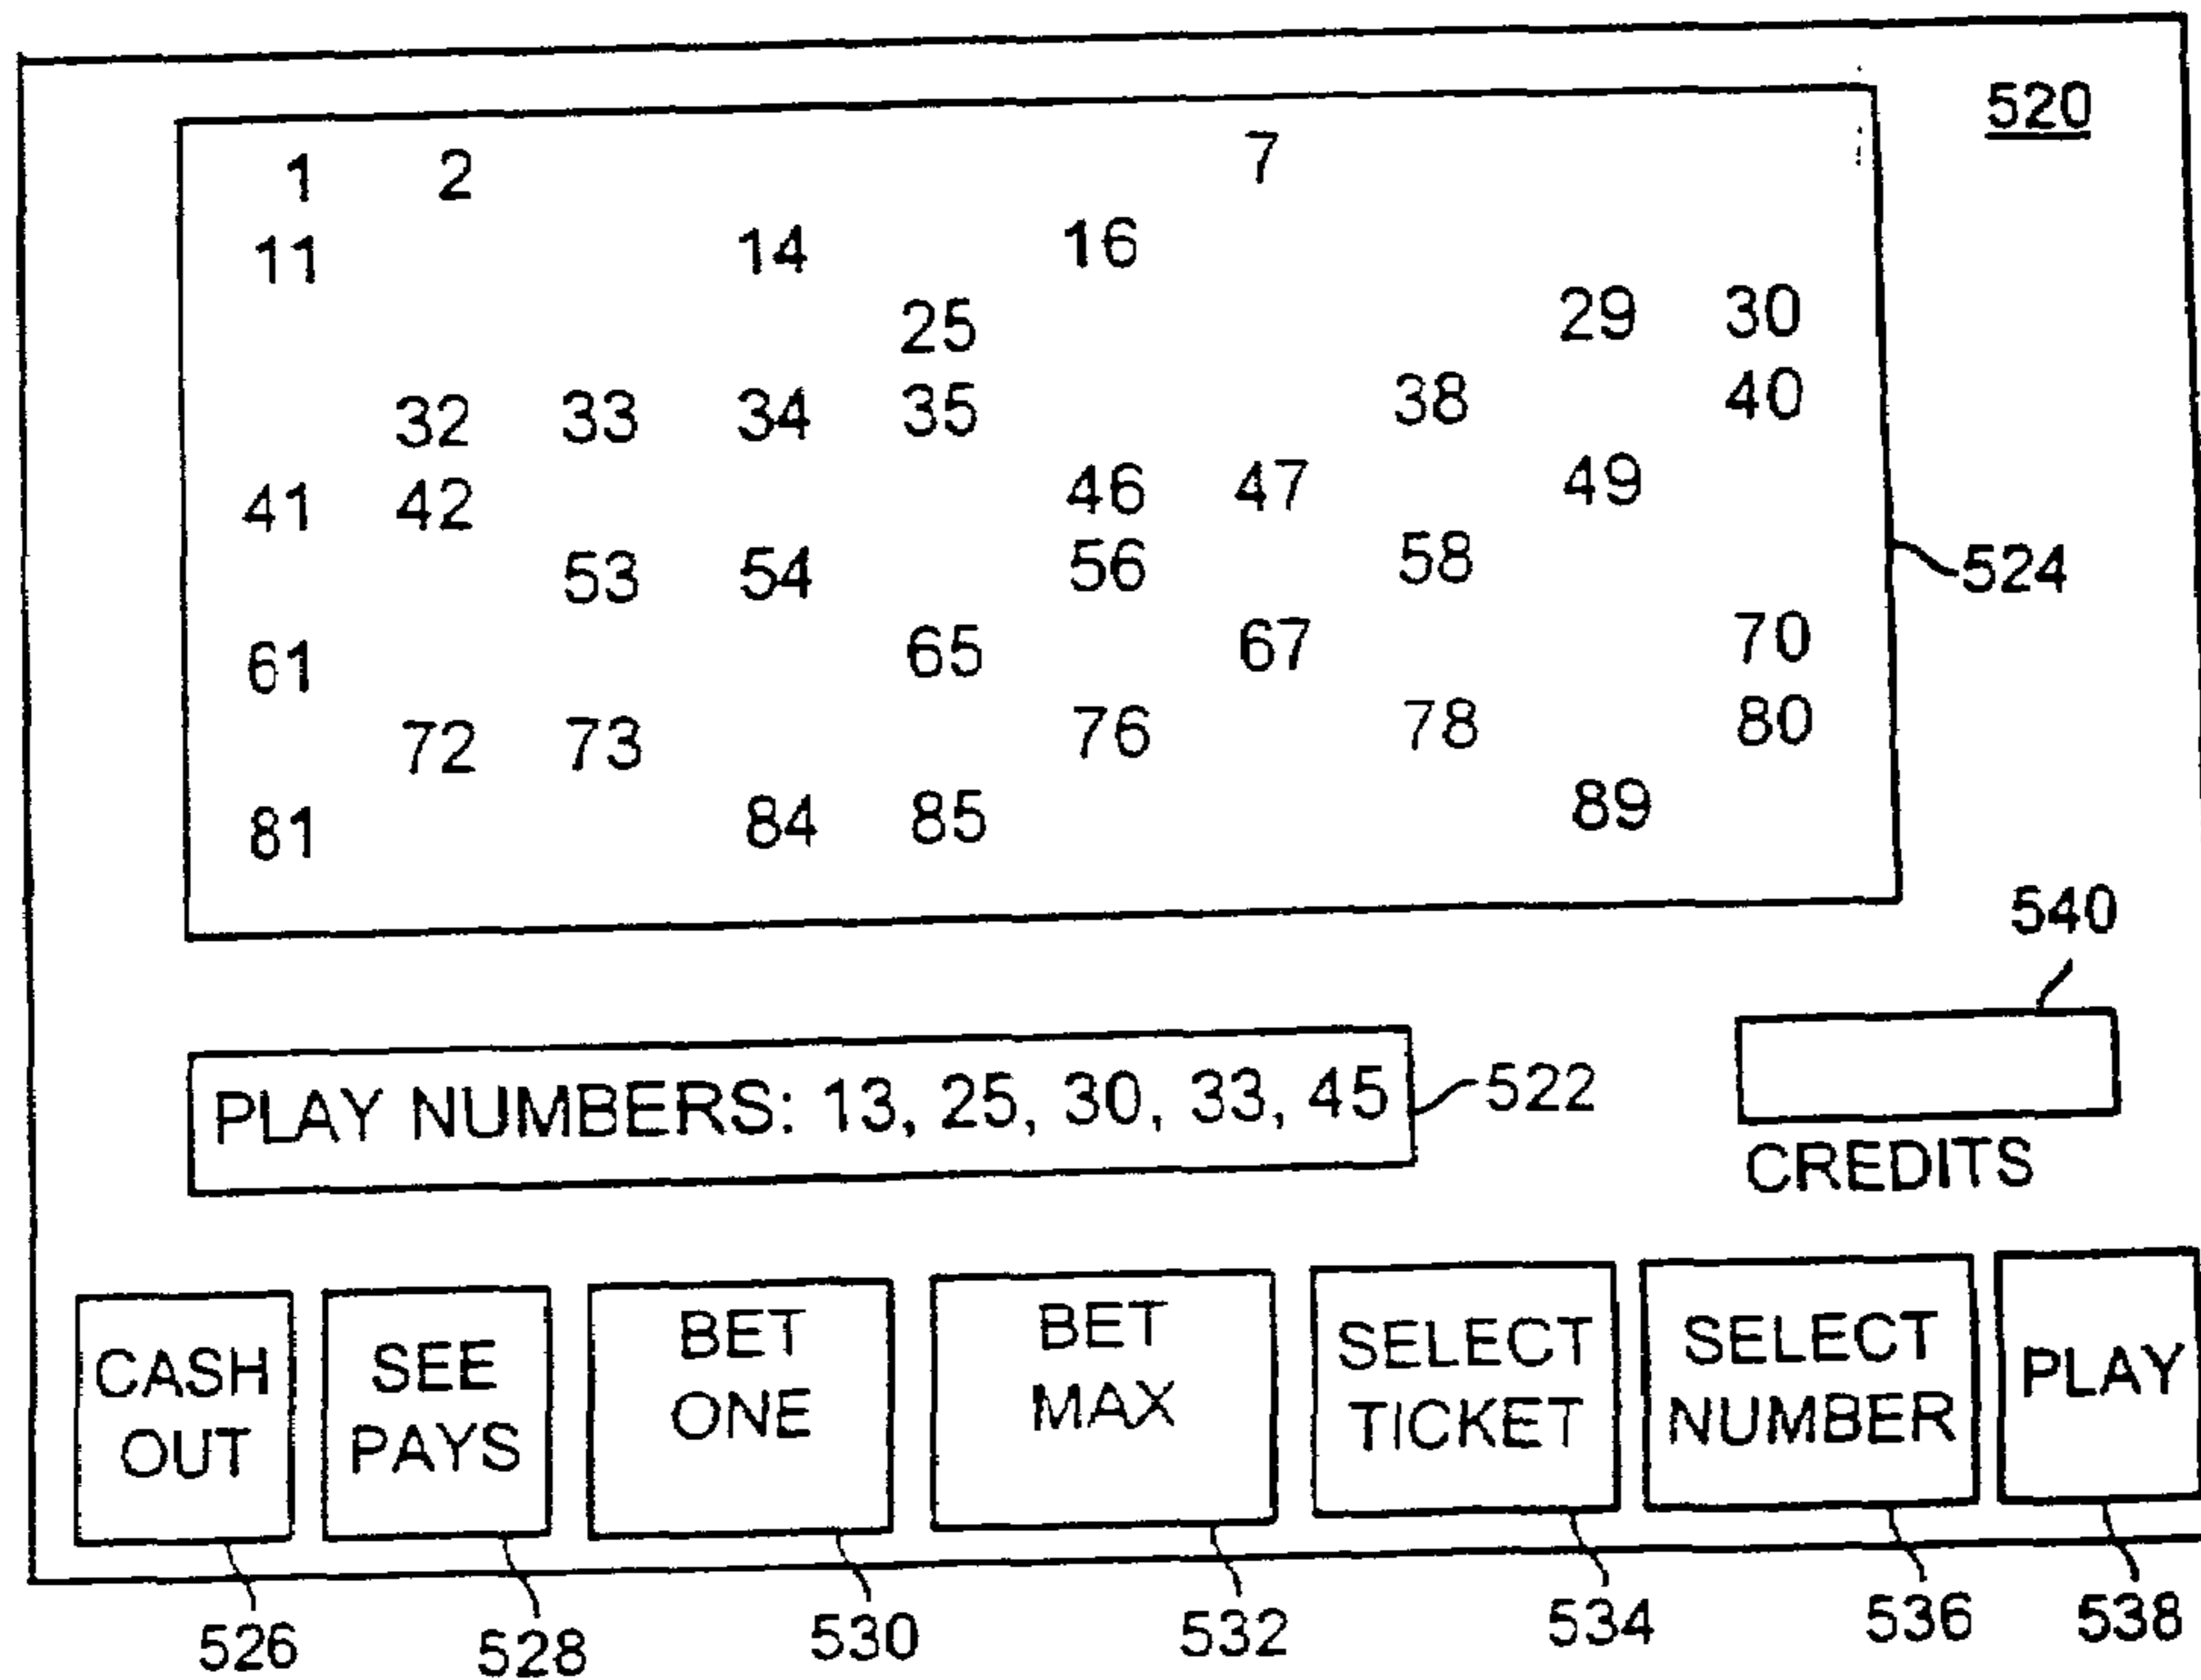 520
1 2 7
11 14 16
25 29 30
32 33 34 35 38 40
41 42 46 47 49
53 54 56 58
524
61 65 67 70
72 73 76 78 80
81 84 85 89
540
PLAY NUMBERS: 13, 25, 30, 33, 45
522
CREDITS
CASH
OUT
SEE
PAYS
BET
ONE
BET
MAX
SELECT
TICKET
SELECT
NUMBER
PLAY
526 528 530 532 534 536 538